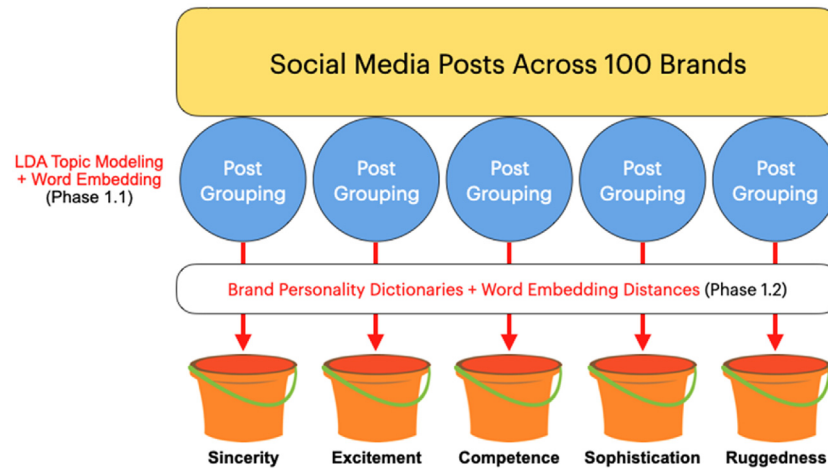 Social Media Posts Across 100 Brands
LDA Topic Modeling
+ Word Embedding
(Phase 1.1)
Post
Grouping
Post
Grouping
Post
Grouping
Post
Grouping
Post
Grouping
Brand Personality Dictionaries + Word Embedding Distances (Phase 1.2)
Sincerity
Excitement
Competence
Sophistication
Ruggedness